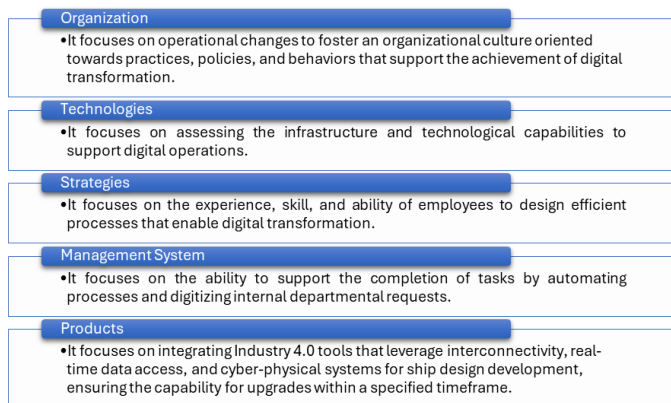 Organization
•It focuses on operational changes to foster an organizational culture oriented
towards practices, policies, and behaviors that support the achievement of digital
transformation.
Technologies
•It focuses on assessing the infrastructure and technological capabilities to
support digital operations.
Strategies
•It focuses on the experience, skill, and ability of employees to design efficient
processes that enable digital transformation.
Management System
•It focuses on the ability to support the completion of tasks by automating
processes and digitizing internal departmental requests.
Products
•It focuses on integrating Industry 4.0 tools that leverage interconnectivity, real-
time data access, and cyber-physical systems for ship design development,
ensuring the capability for upgrades within a specified timeframe.